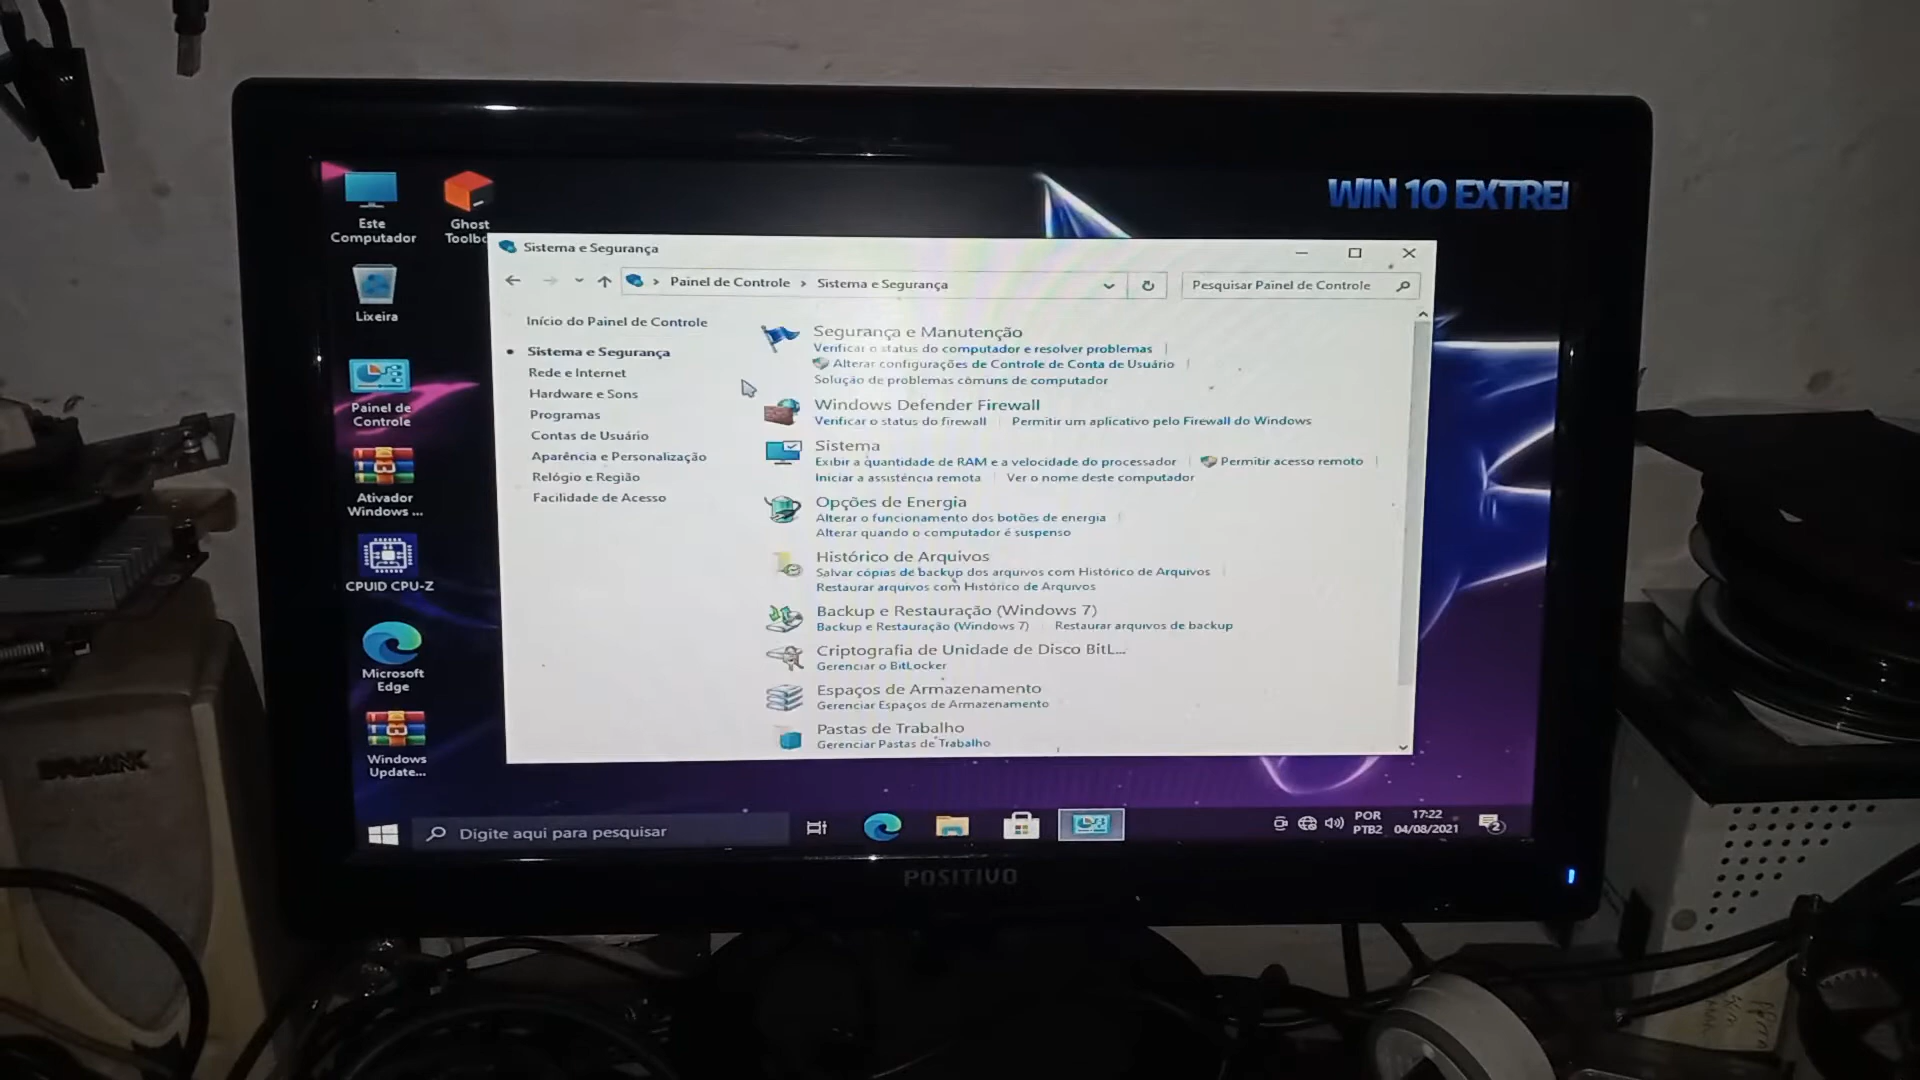 WIN 10 EXTREI
Este
Computador
Ghost
Toolbo
Lixeira
Painel de
Controle
Ativador
Windows ...
CPUID CPU-Z
Microsoft
Edge
Windows
Update...
Sistema e Segurança
Painel de Controle > Sistema e Segurança
Pesquisar Painel de Controle
Início do Painel de Controle
Sistema e Segurança
Rede e Internet
Hardware e Sons
Programas
Contas de Usuário
Aparência e Personalização
Relógio e Região
Facilidade de Acesso
Segurança e Manutenção
Verificar o status do computador e resolver problemas
Alterar configurações de Controle de Conta de Usuário
Solução de problemas comuns de computador
Windows Defender Firewall
Verificar o status do firewall Permitir um aplicativo pelo Firewall do Windows
Sistema
Exibir a quantidade de RAM e a velocidade do processador Permitir acesso remoto
Iniciar a assistência remota Ver o nome deste computador
Opções de Energia
Alterar o funcionamento dos botões de energia
Alterar quando o computador é suspenso
Histórico de Arquivos
Salvar cópias de backup dos arquivos com Histórico de Arquivos
Restaurar arquivos com Histórico de Arquivos
Backup e Restauração (Windows 7)
Backup e Restauração (Windows 7) Restaurar arquivos de backup
Criptografia de Unidade de Disco BitL...
Gerenciar o BitLocker
Espaços de Armazenamento
Gerenciar Espaços de Armazenamento
Pastas de Trabalho
Gerenciar Pastas de Trabalho
Digite aqui para pesquisar
POR
PTB2
17:22
04/08/2021
2
POSITIVO